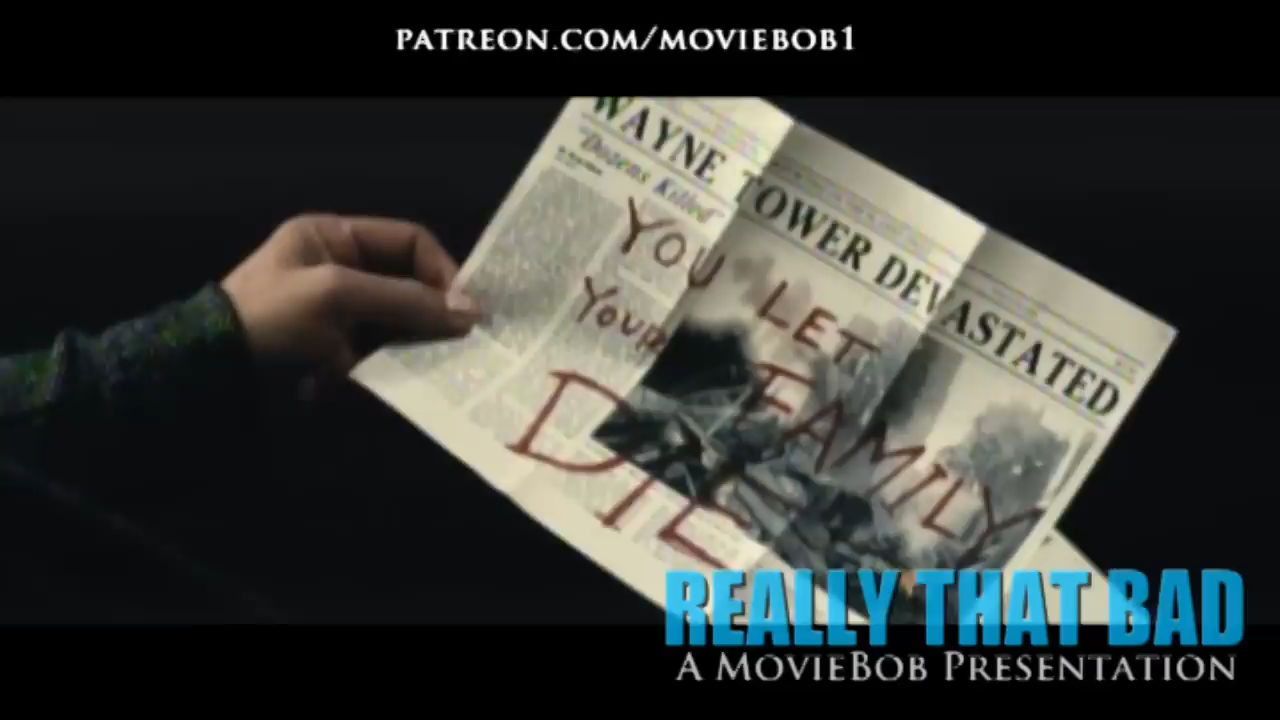 PATREON.COM/MOVIEBOB1
WAYNE TOWER DEVASTATED
"Dozens Killed"
YOU LET
YOUR FAMILY
DIE
REALLY THAT BAD
A MOVIEBOB PRESENTATION